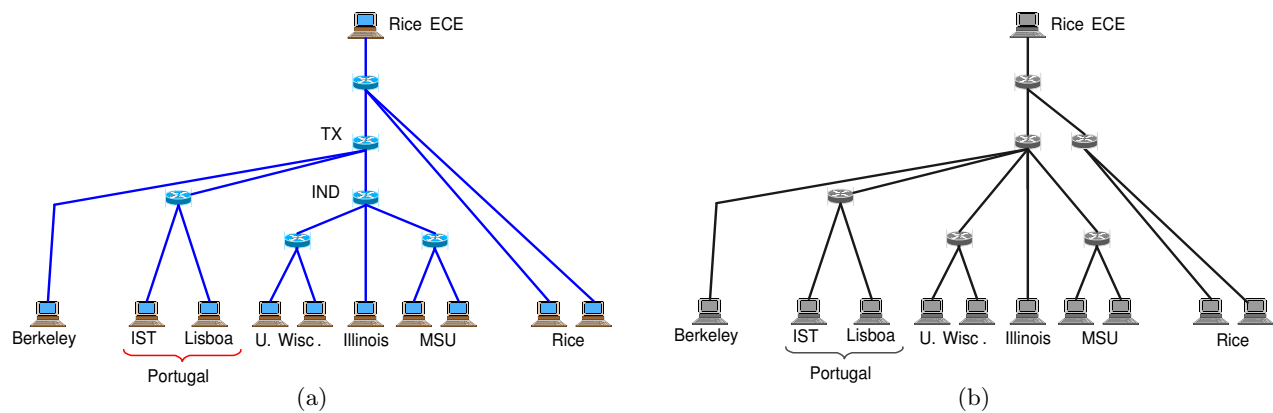 Rice ECE
TX
IND
Berkeley
IST
Lisboa
U. Wisc.
Illinois
MSU
Rice
Portugal
(a)
Rice ECE
Berkeley
IST
Lisboa
U. Wisc.
Illinois
MSU
Rice
Portugal
(b)